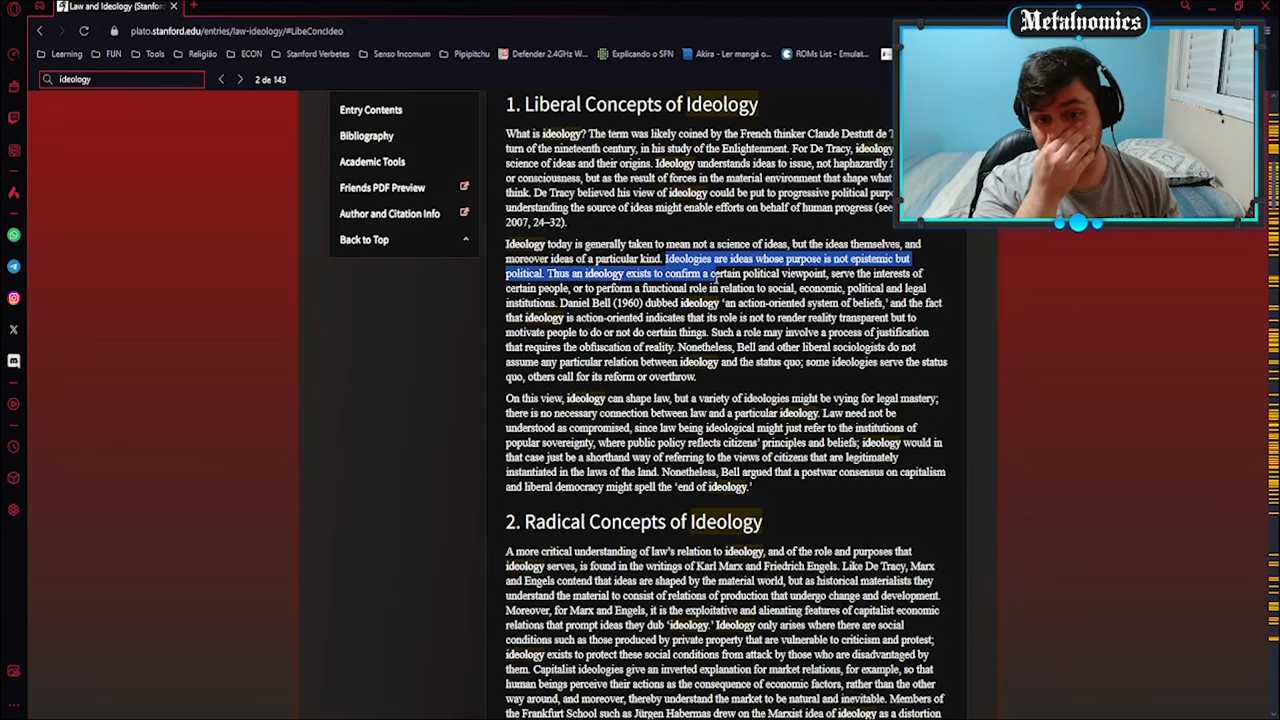 Law and Ideology (Stanfor
Metalnomics
plato.stanford.edu/entries/law-ideology/#LibeConcIdeo
Learning
FUN
Tools
Religião
ECON
Stanford Verbetes
Senso Incomum
Pipipitchu
Defender 2.4GHz W...
Explicando o SFN
Akira – Ler mangá o...
ROMs List - Emulat...
ideology
2 de 143
Entry Contents
Bibliography
Academic Tools
Friends PDF Preview
Author and Citation Info
Back to Top
1. Liberal Concepts of Ideology
What is ideology? The term was likely coined by the French thinker Claude Destutt de T
turn of the nineteenth century, in his study of the Enlightenment. For De Tracy, ideology
science of ideas and their origins. Ideology understands ideas to issue, not haphazardly f
or consciousness, but as the result of forces in the material environment that shape what
think. De Tracy believed his view of ideology could be put to progressive political purpo
understanding the source of ideas might enable efforts on behalf of human progress (see
2007, 24–32).
Ideology today is generally taken to mean not a science of ideas, but the ideas themselves, and
moreover ideas of a particular kind. Ideologies are ideas whose purpose is not epistemic but
political. Thus an ideology exists to confirm a certain political viewpoint, serve the interests of
certain people, or to perform a functional role in relation to social, economic, political and legal
institutions. Daniel Bell (1960) dubbed ideology ‘an action-oriented system of beliefs,’ and the fact
that ideology is action-oriented indicates that its role is not to render reality transparent but to
motivate people to do or not do certain things. Such a role may involve a process of justification
that requires the obfuscation of reality. Nonetheless, Bell and other liberal sociologists do not
assume any particular relation between ideology and the status quo; some ideologies serve the status
quo, others call for its reform or overthrow.
On this view, ideology can shape law, but a variety of ideologies might be vying for legal mastery;
there is no necessary connection between law and a particular ideology. Law need not be
understood as compromised, since law being ideological might just refer to the institutions of
popular sovereignty, where public policy reflects citizens’ principles and beliefs; ideology would in
that case just be a shorthand way of referring to the views of citizens that are legitimately
instantiated in the laws of the land. Nonetheless, Bell argued that a postwar consensus on capitalism
and liberal democracy might spell the ‘end of ideology.’
2. Radical Concepts of Ideology
A more critical understanding of law’s relation to ideology, and of the role and purposes that
ideology serves, is found in the writings of Karl Marx and Friedrich Engels. Like De Tracy, Marx
and Engels contend that ideas are shaped by the material world, but as historical materialists they
understand the material to consist of relations of production that undergo change and development.
Moreover, for Marx and Engels, it is the exploitative and alienating features of capitalist economic
relations that prompt ideas they dub ‘ideology.’ Ideology only arises where there are social
conditions such as those produced by private property that are vulnerable to criticism and protest;
ideology exists to protect these social conditions from attack by those who are disadvantaged by
them. Capitalist ideologies give an inverted explanation for market relations, for example, so that
human beings perceive their actions as the consequence of economic factors, rather than the other
way around, and moreover, thereby understand the market to be natural and inevitable. Members of
the Frankfurt School such as Jürgen Habermas drew on the Marxist idea of ideology as a distortion